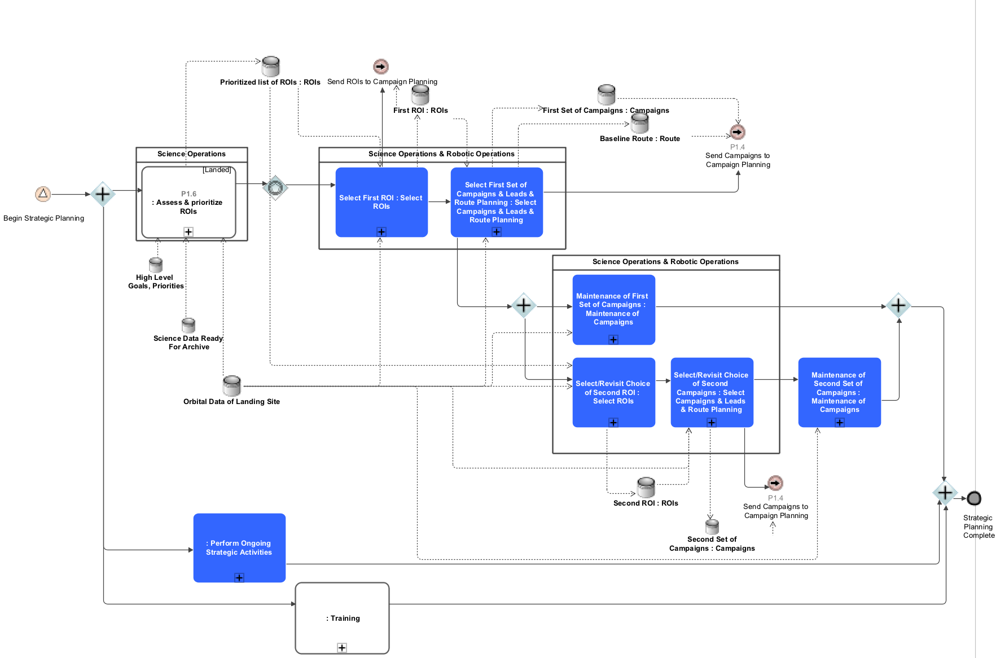 Prioritized list of ROIs : ROIs
Send ROIs to Campaign Planning
First ROI : ROIs
First Set of Campaigns : Campaigns
Baseline Route : Route
P1.4
Send Campaigns to
Campaign Planning
Science Operations
[Landed]
P1.6
: Assess & prioritize
ROIs
Begin Strategic Planning
Science Operations & Robotic Operations
Select First ROI : Select
ROIs
Select First Set of
Campaigns & Leads &
Route Planning : Select
Campaigns & Leads &
Route Planning
High Level
Goals, Priorities
Science Data Ready
For Archive
Orbital Data of Landing Site
Science Operations & Robotic Operations
Maintenance of First
Set of Campaigns :
Maintenance of
Campaigns
Select/Revisit Choice
of Second ROI :
Select ROIs
Select/Revisit Choice
of Second
Campaigns : Select
Campaigns & Leads
& Route Planning
Maintenance of
Second Set of
Campaigns :
Maintenance of
Campaigns
Second ROI : ROIs
P1.4
Send Campaigns to
Campaign Planning
Second Set of
Campaigns : Campaigns
Strategic
Planning
Complete
: Perform Ongoing
Strategic Activities
: Training